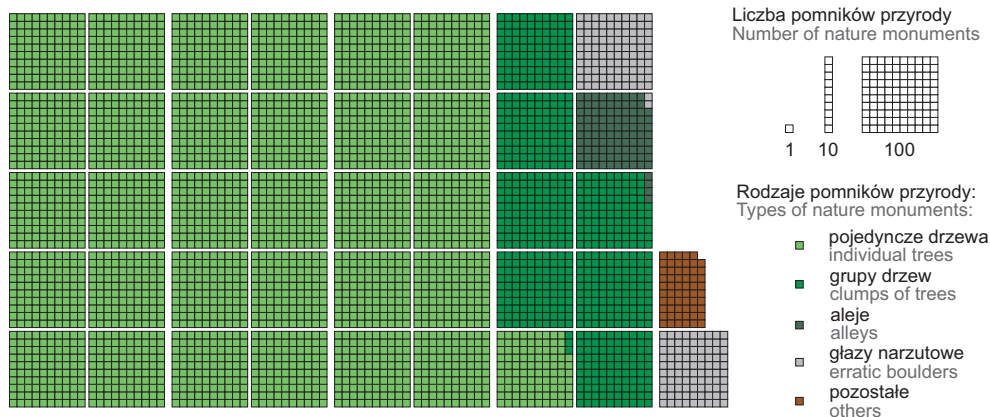 Liczba pomników przyrody
Number of nature monuments
1 10 100
Rodzaje pomników przyrody:
Types of nature monuments:
pojedyncze drzewa
individual trees
grupy drzew
clumps of trees
aleje
alleys
głazy narzutowe
erratic boulders
pozostałe
others